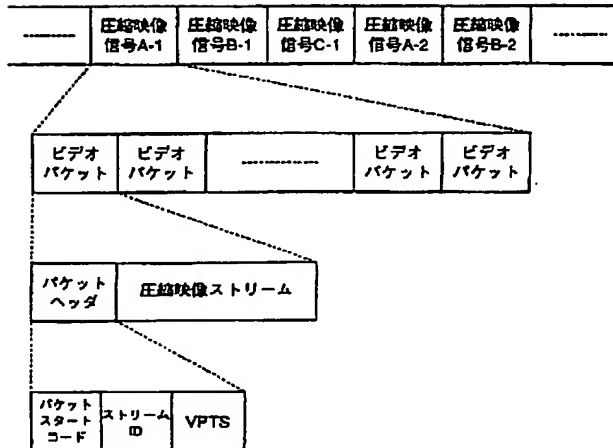 圧縮映像 圧縮映像 圧縮映像 圧縮映像 圧縮映像
信号A-1 信号B-1 信号C-1 信号A-2 信号B-2
ビデオ ビデオ ビデオ ビデオ
パケット パケット パケット パケット
パケット
ヘッダ
圧縮映像ストリーム
パケット
スタート
コード
ストリーム
ID
VPTS